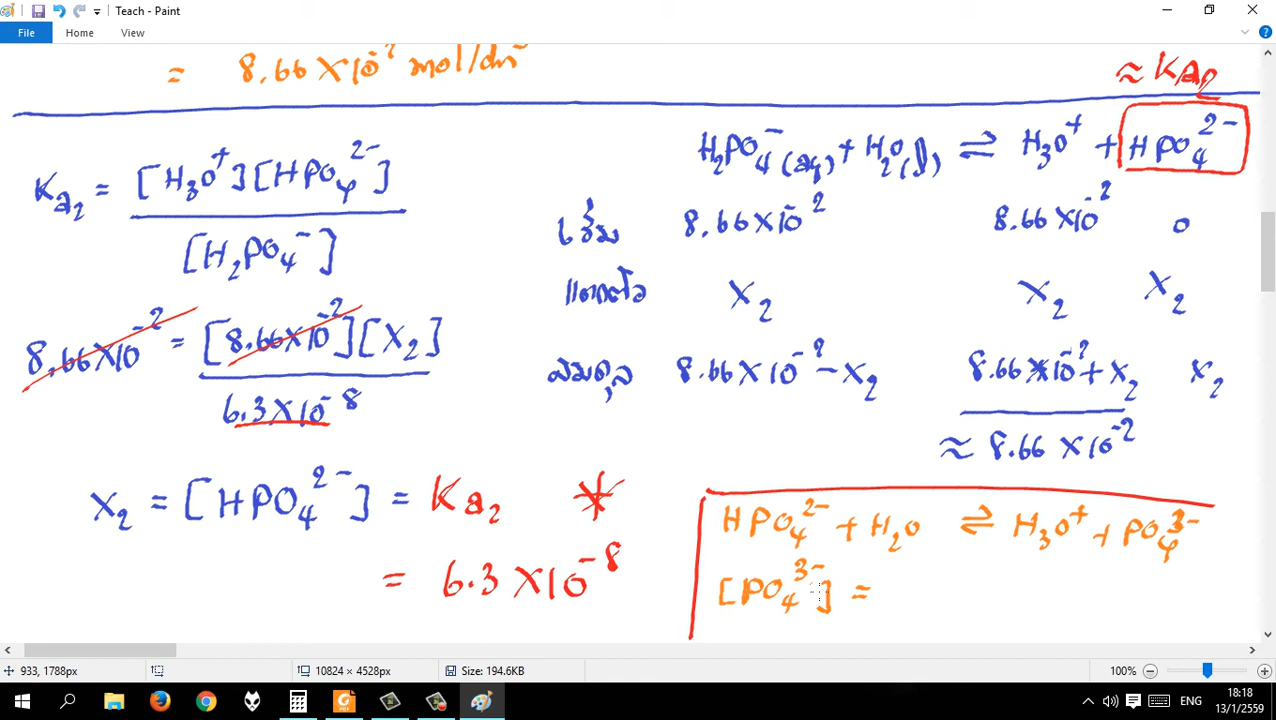 Teach - Paint
File Home View
= 8.66 x 10⁻² mol/dm³
≈ Ka₂
H₂PO₄⁻(aq) + H₂O(l) ⇌ H₃O⁺ + HPO₄²⁻
Ka₂ = [H₃O⁺][HPO₄²⁻] / [H₂PO₄⁻]
เริ่ม 8.66 x 10⁻² 8.66 x 10⁻² 0
แตกตัว x₂ x₂ x₂
8.66 x 10⁻² = [8.66 x 10⁻²][x₂] / 6.3 x 10⁻⁸
สมดุล 8.66 x 10⁻² - x₂ 8.66 x 10⁻² + x₂ x₂
≈ 8.66 x 10⁻²
x₂ = [HPO₄²⁻] = Ka₂ *
= 6.3 x 10⁻⁸
HPO₄²⁻ + H₂O ⇌ H₃O⁺ + PO₄³⁻
[PO₄³⁻] =
933, 1788px 10824 × 4528px Size: 194.6KB 100%
ENG 18:18
13/1/2559